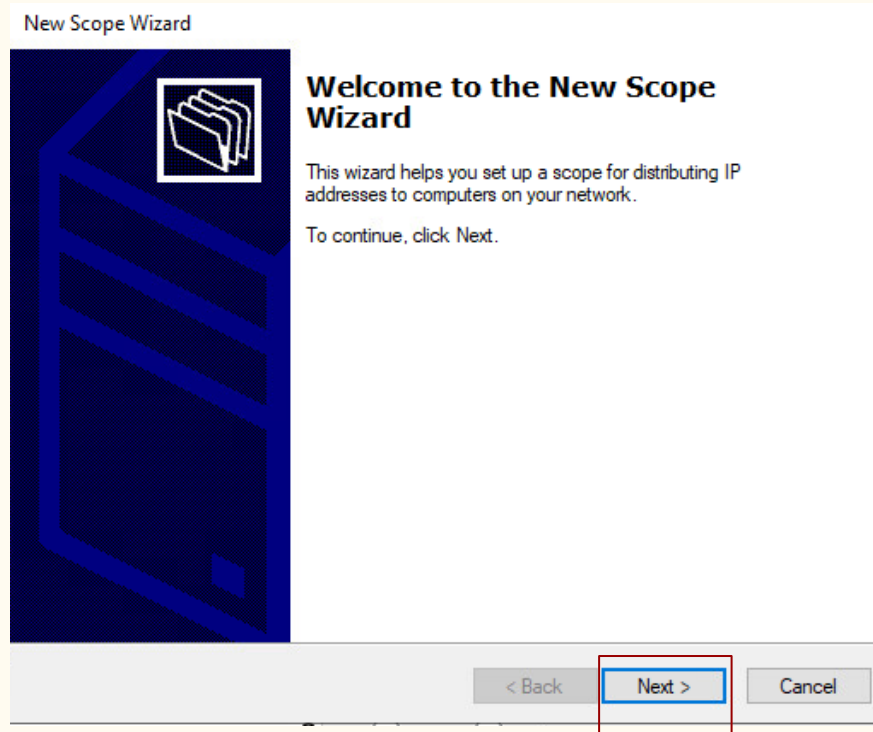 New Scope Wizard
Welcome to the New Scope
Wizard
This wizard helps you set up a scope for distributing IP
addresses to computers on your network.
To continue, click Next.
< Back
Next >
Cancel